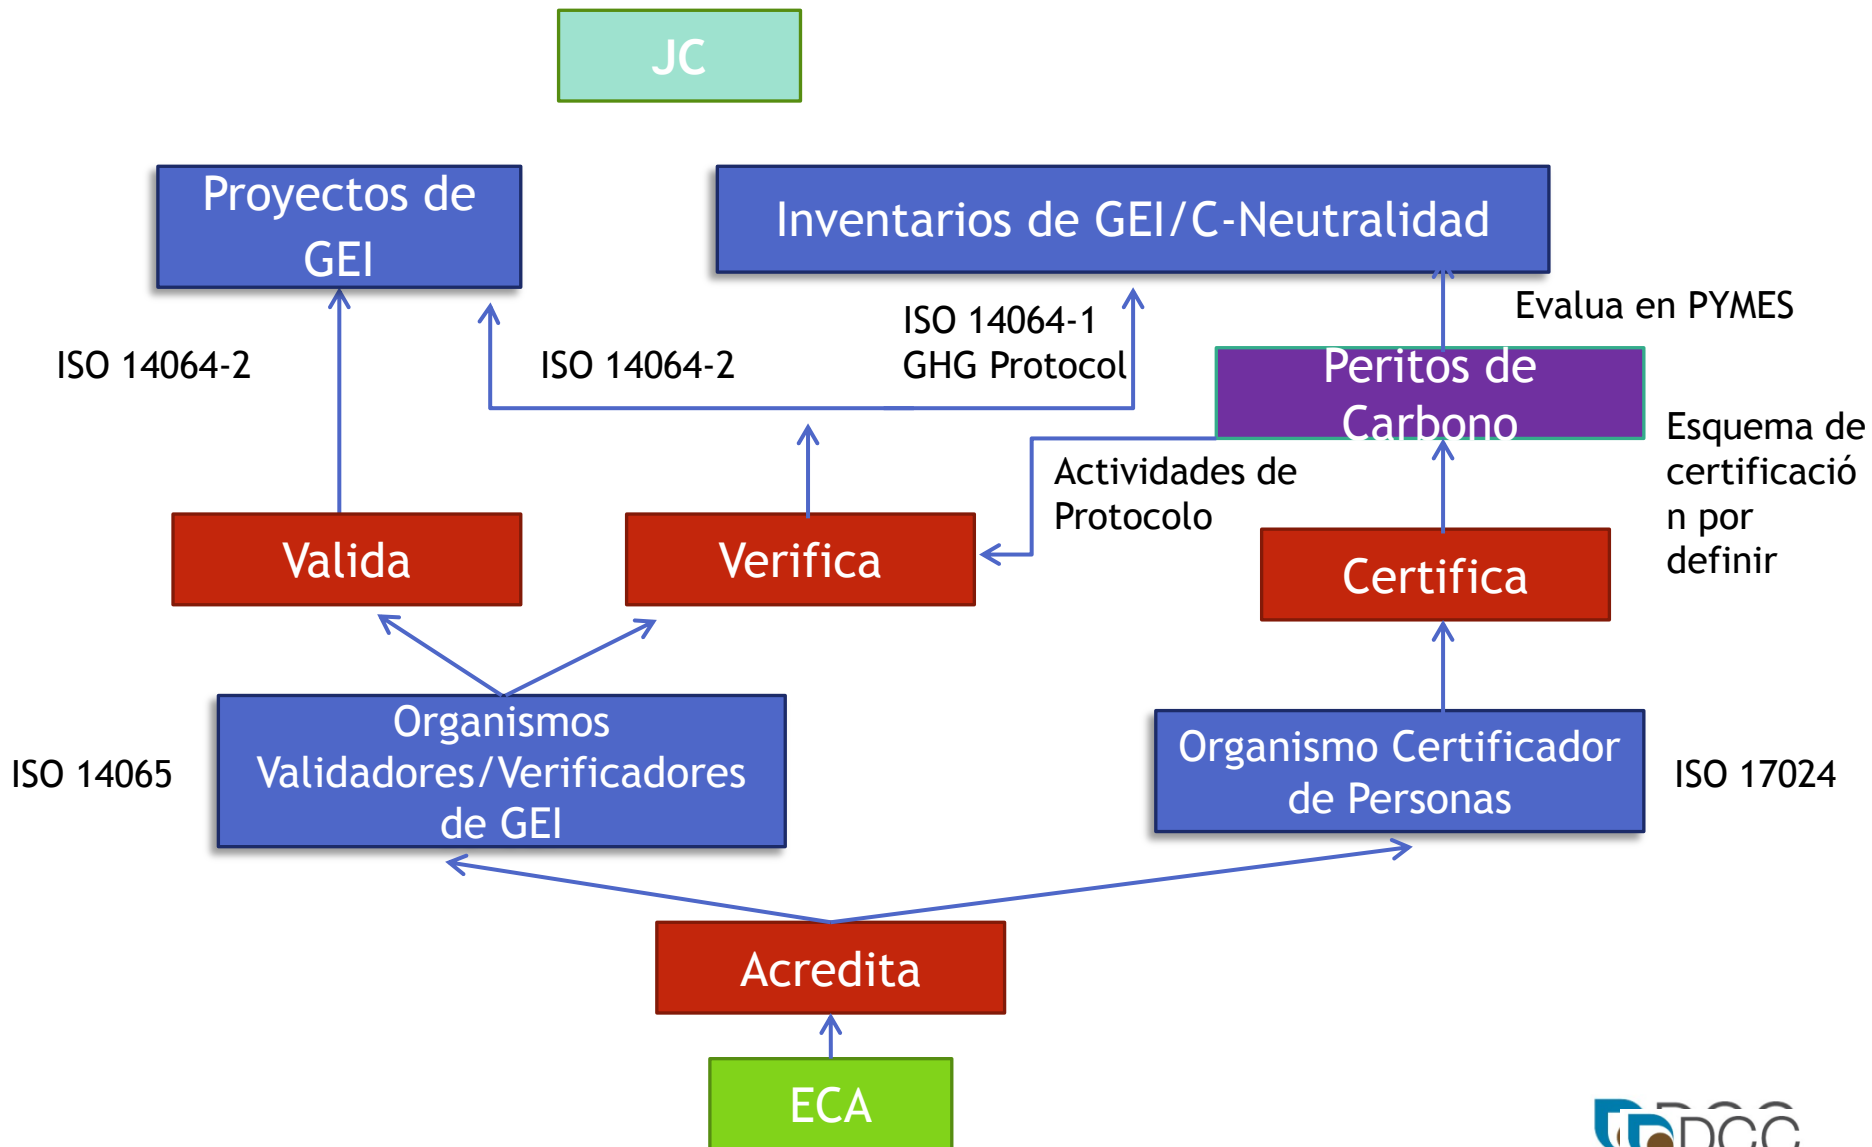 JC
Proyectos de
GEI
Inventarios de GEI/C-Neutralidad
ISO 14064-2
ISO 14064-2
ISO 14064-1
GHG Protocol
Evalua en PYMES
Peritos de
Carbono
Esquema de
certificació
n por
definir
Actividades de
Protocolo
Valida
Verifica
Certifica
ISO 14065
Organismos
Validadores/Verificadores
de GEI
Organismo Certificador
de Personas
ISO 17024
Acredita
ECA
DCC